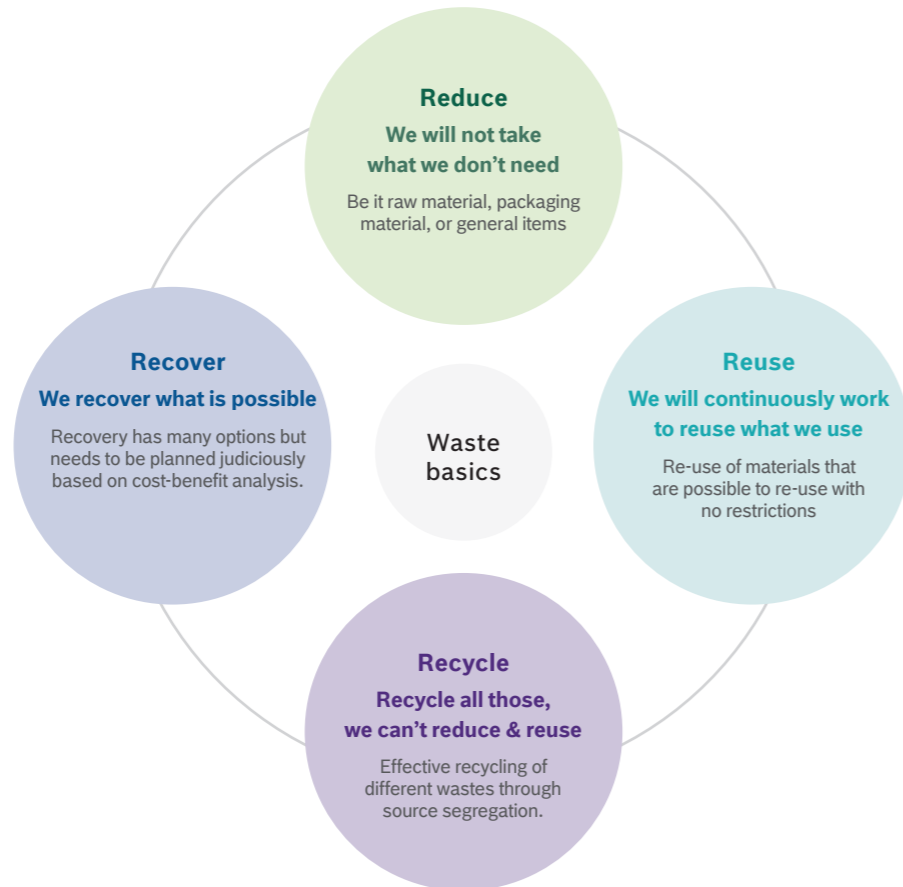 Reduce
We will not take
what we don’t need
Be it raw material, packaging
material, or general items
Recover
We recover what is possible
Recovery has many options but
needs to be planned judiciously
based on cost-benefit analysis.
Waste
basics
Reuse
We will continuously work
to reuse what we use
Re-use of materials that
are possible to re-use with
no restrictions
Recycle
Recycle all those,
we can’t reduce & reuse
Effective recycling of
different wastes through
source segregation.